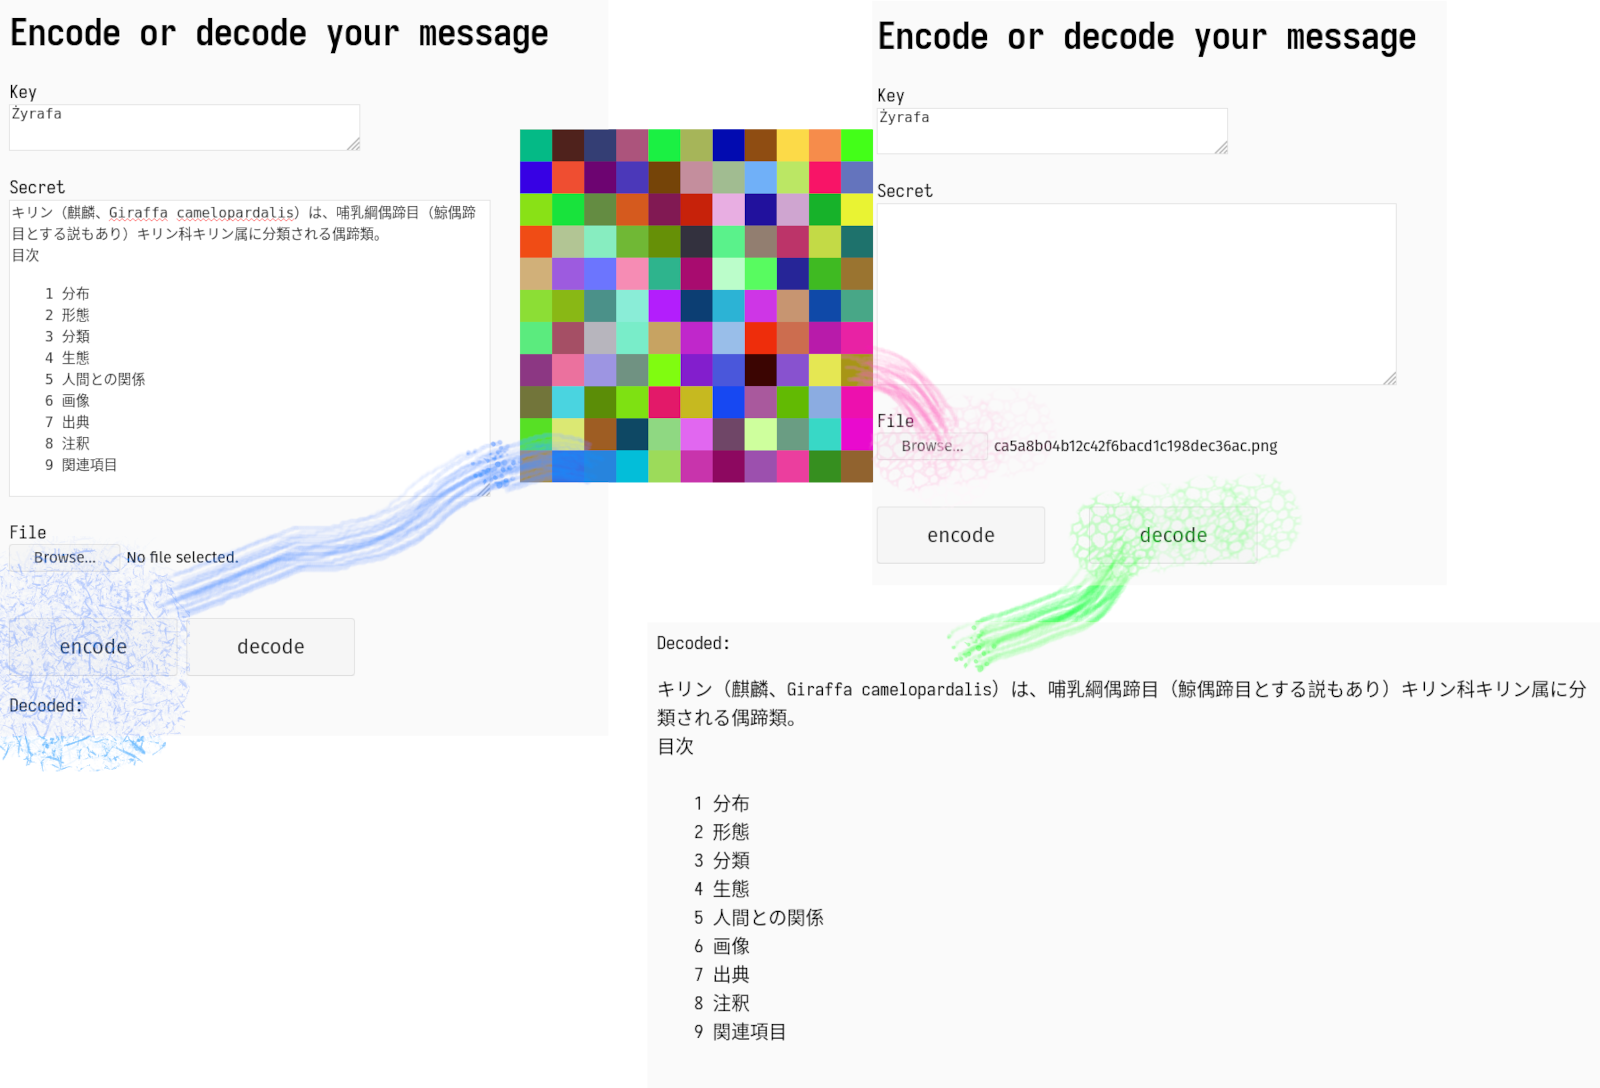 Encode or decode your message
Key
Żyrafa
Secret
キリン（麒麟、Giraffa camelopardalis）は、哺乳綱偶蹄目（鯨偶蹄
目とする説もあり）キリン科キリン属に分類される偶蹄類。
目次
1 分布
2 形態
3 分類
4 生態
5 人間との関係
6 画像
7 出典
8 注釈
9 関連項目
File
Browse... No file selected.
encode decode
Decoded:
Encode or decode your message
Key
Żyrafa
Secret
File
Browse... ca5a8b04b12c42f6bacd1c198dec36ac.png
encode decode
Decoded:
キリン（麒麟、Giraffa camelopardalis）は、哺乳綱偶蹄目（鯨偶蹄目とする説もあり）キリン科キリン属に分
類される偶蹄類。
目次
1 分布
2 形態
3 分類
4 生態
5 人間との関係
6 画像
7 出典
8 注釈
9 関連項目